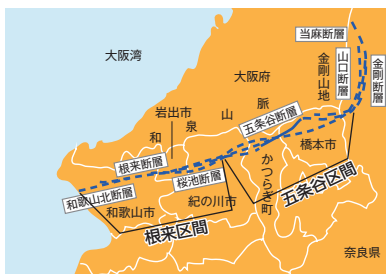 当麻断層
大阪湾
大阪府
金剛山地
山口断層
金剛断層
岩出市
和泉山脈
五条谷断層
橋本市
根来断層
桜池断層
かつらぎ町
和歌山北断層
和歌山市
紀の川市
五条谷区間
根来区間
奈良県